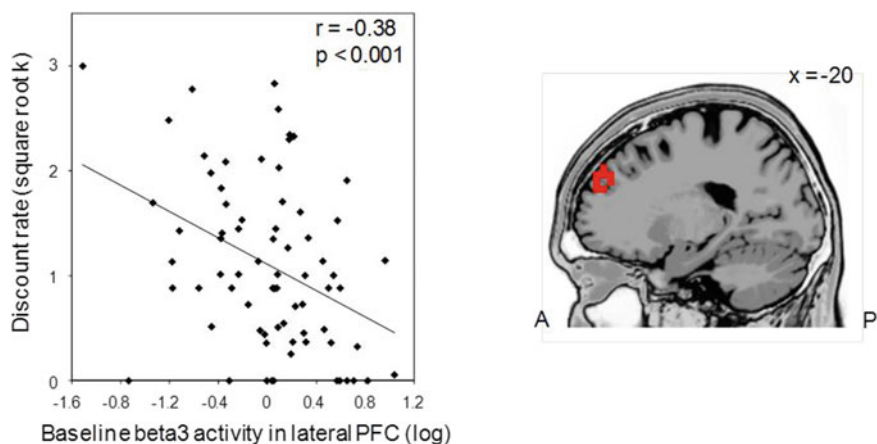 r = -0.38
p < 0.001
Discount rate (square root k)
3
2
1
0
-1.6 -1.2 -0.8 -0.4 0 0.4 0.8 1.2
Baseline beta3 activity in lateral PFC (log)
x = -20
A P